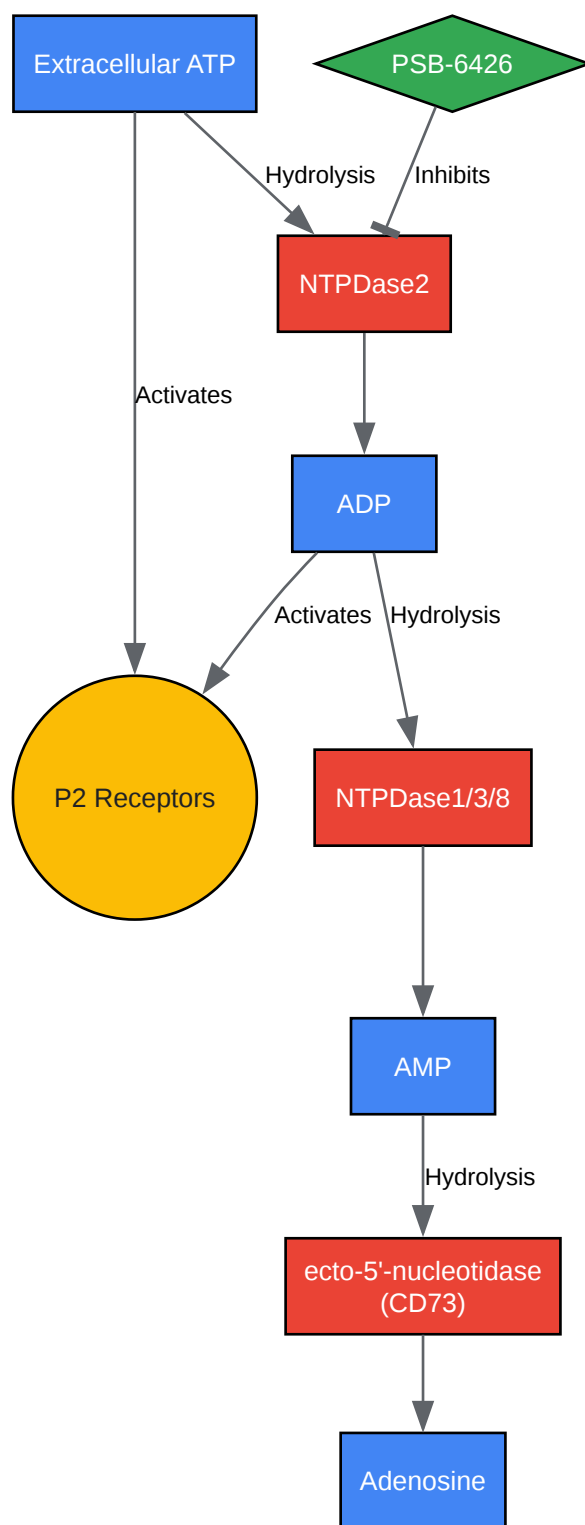 Extracellular ATP
PSB-6426
Hydrolysis
Inhibits
NTPDase2
Activates
ADP
Activates
Hydrolysis
P2 Receptors
NTPDase1/3/8
AMP
Hydrolysis
ecto-5'-nucleotidase
(CD73)
Adenosine